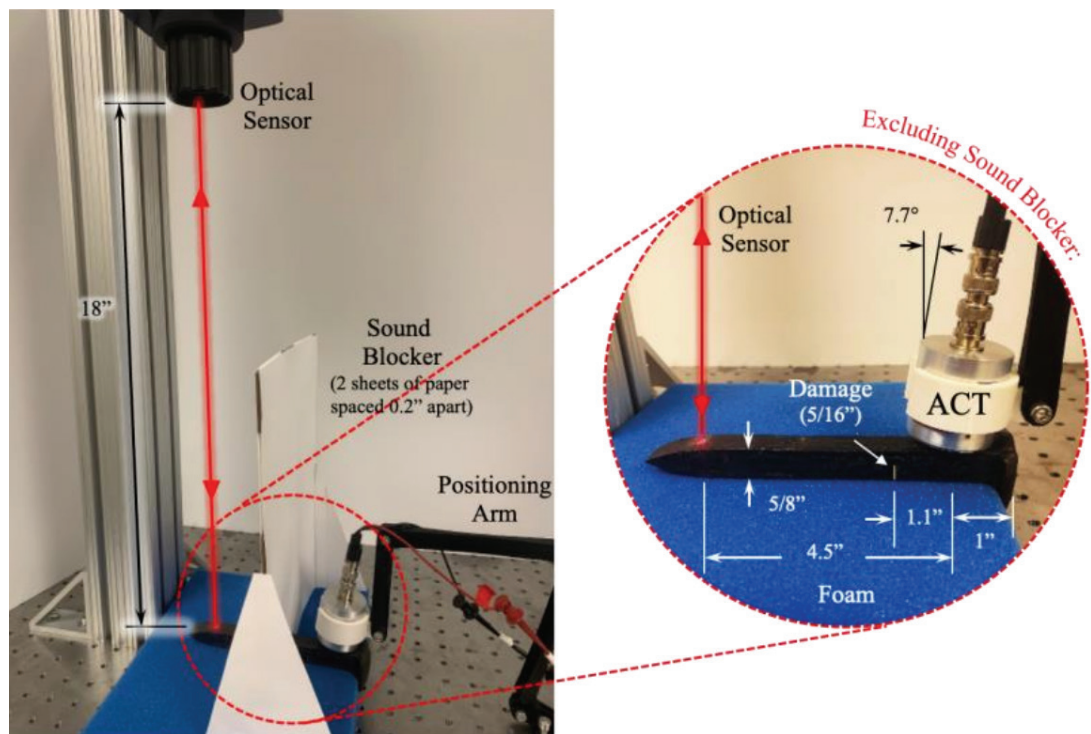 Optical
Sensor
18”
Sound
Blocker
(2 sheets of paper
spaced 0.2” apart)
Positioning
Arm
Excluding Sound Blocker:
7.7°
Optical
Sensor
Damage
(5/16”)
ACT
5/8”
1.1”
1”
4.5”
Foam